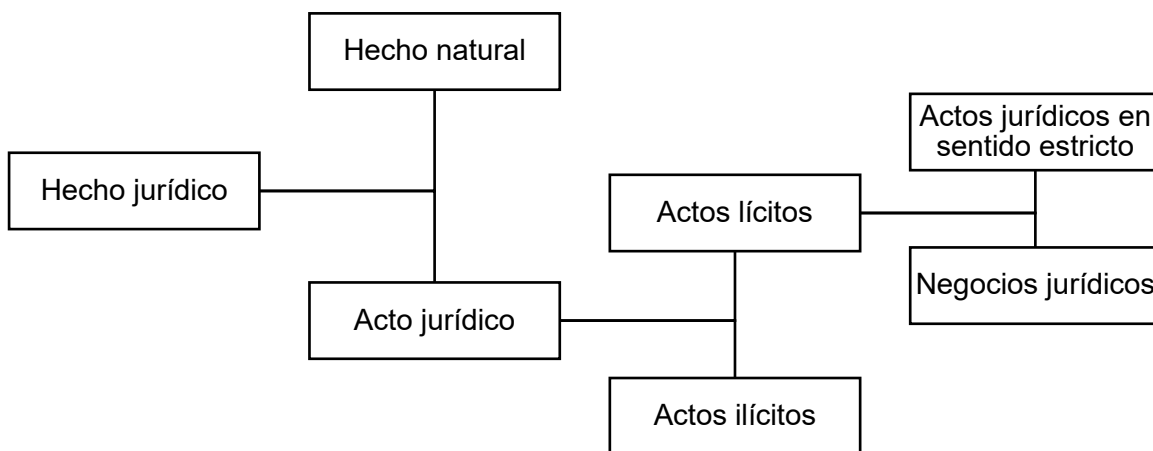 Hecho natural
Actos jurídicos en
sentido estricto
Hecho jurídico
Actos lícitos
Negocios jurídicos
Acto jurídico
Actos ilícitos